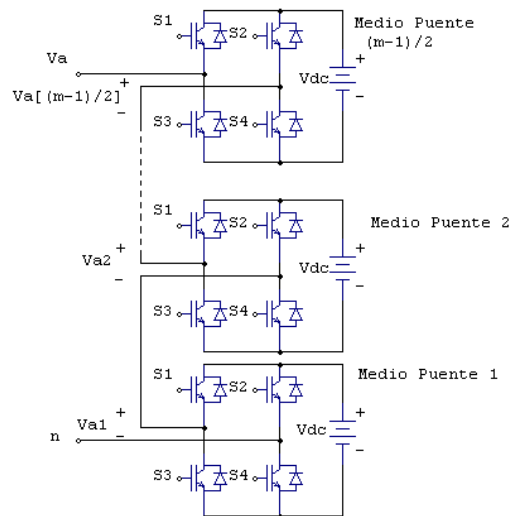 S1
S2
Medio Puente
(m-1)/2
Va
+
Vdc
+
Va[(m-1)/2]
-
-
S3
S4
S1
S2
Medio Puente 2
+
Va2
-
Vdc
+
-
S3
S4
S1
S2
Medio Puente 1
+
Va1
-
n
Vdc
+
-
S3
S4